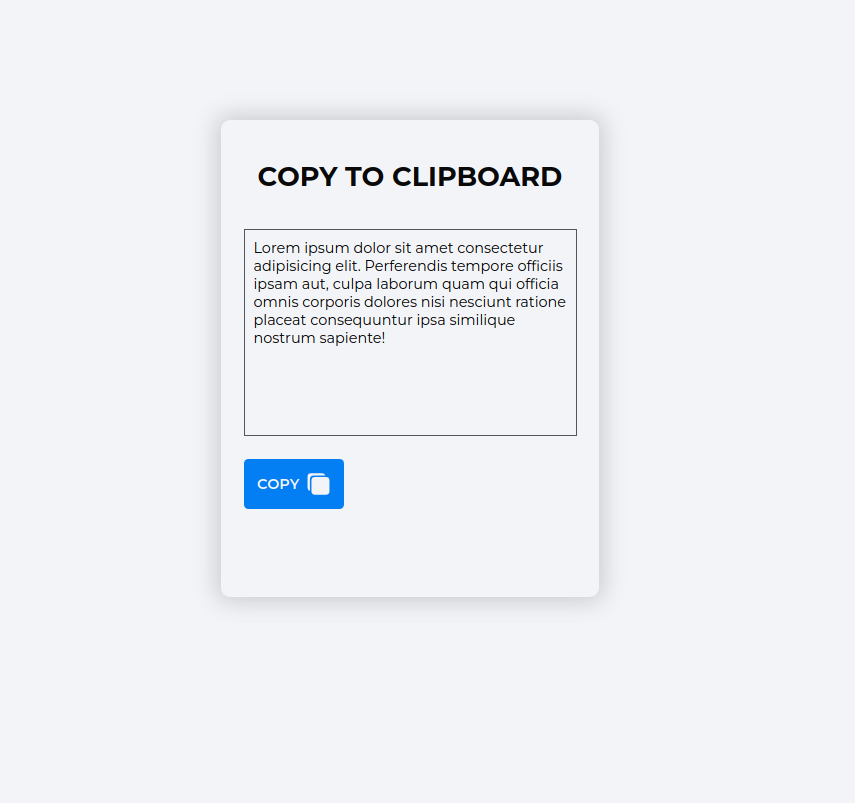 COPY TO CLIPBOARD
Lorem ipsum dolor sit amet consectetur
adipisicing elit. Perferendis tempore officiis
ipsam aut, culpa laborum quam qui officia
omnis corporis dolores nisi nesciunt ratione
placeat consequuntur ipsa similique
nostrum sapiente!
COPY